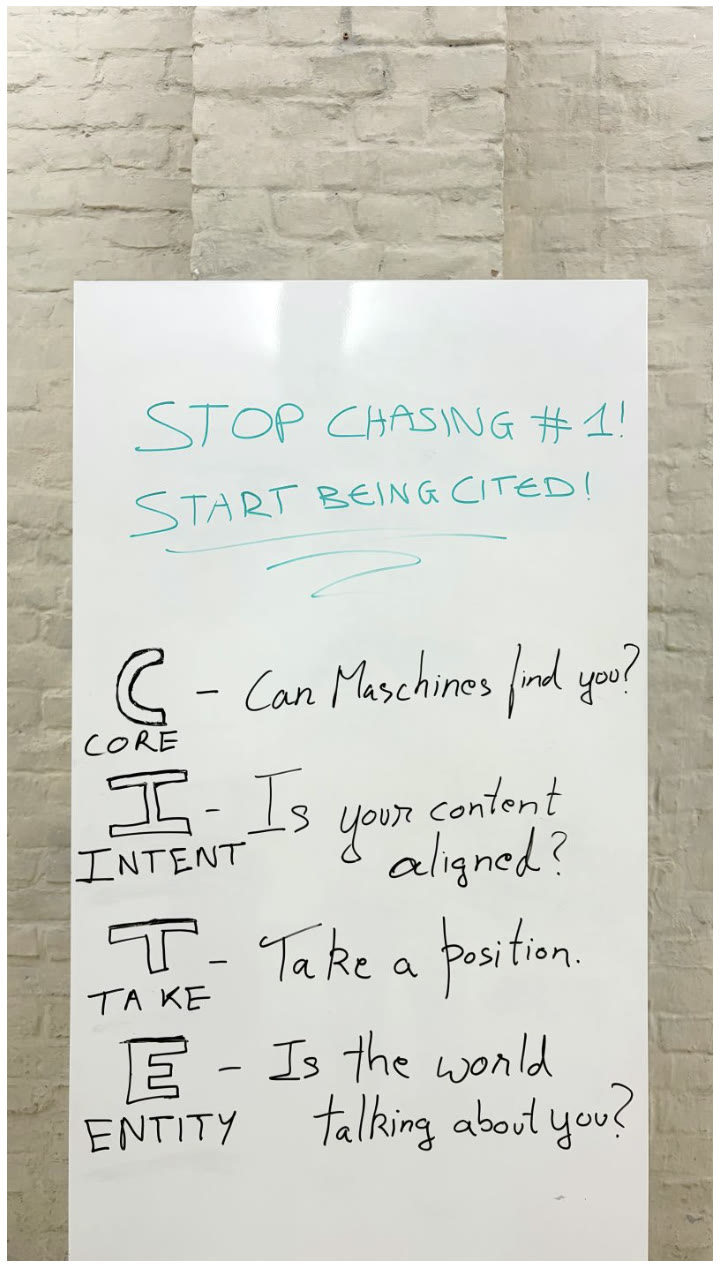 STOP CHASING #1!
START BEING CITED!
C - Can Maschines find you?
CORE
I - Is your content
aligned?
INTENT
T - Take a position.
TAKE
E - Is the world
talking about you?
ENTITY